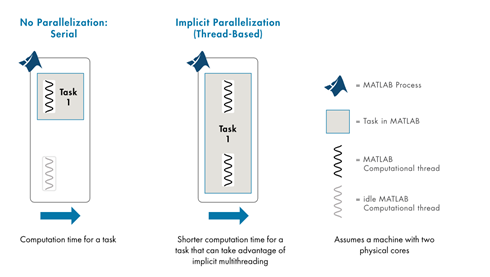 No Parallelization:
Serial
Implicit Parallelization
(Thread-Based)
Task
1
Task
1
= MATLAB Process
= Task in MATLAB
= MATLAB
Computational thread
= idle MATLAB
Computational thread
Computation time for a task
Shorter computation time for a
task that can take advantage of
implicit multithreading
Assumes a machine with two
physical cores